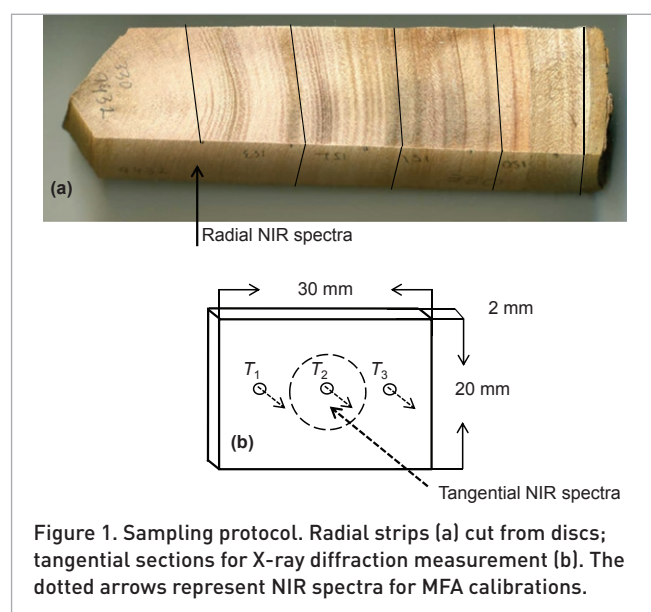 (a)
Radial NIR spectra
30 mm
2 mm
T1 T2 T3
20 mm
(b)
Tangential NIR spectra
Figure 1. Sampling protocol. Radial strips (a) cut from discs;
tangential sections for X-ray diffraction measurement (b). The
dotted arrows represent NIR spectra for MFA calibrations.